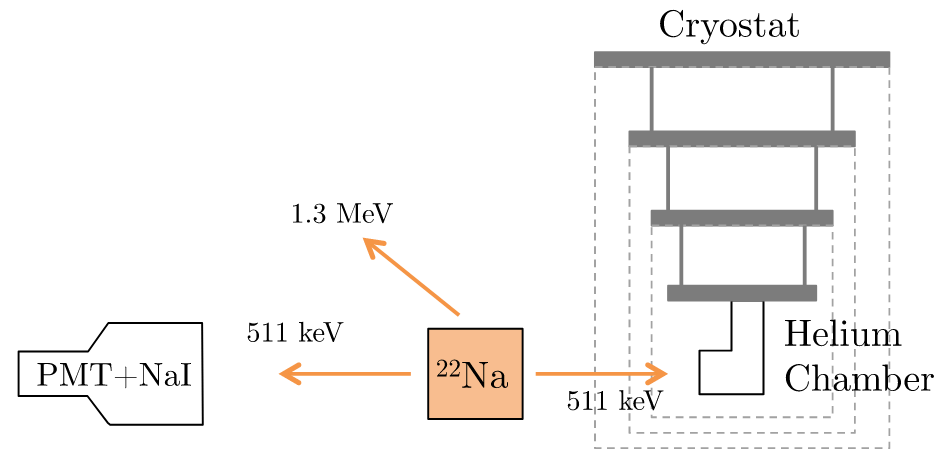 Cryostat
1.3 MeV
511 keV
PMT+NaI
²²Na
511 keV
Helium
Chamber